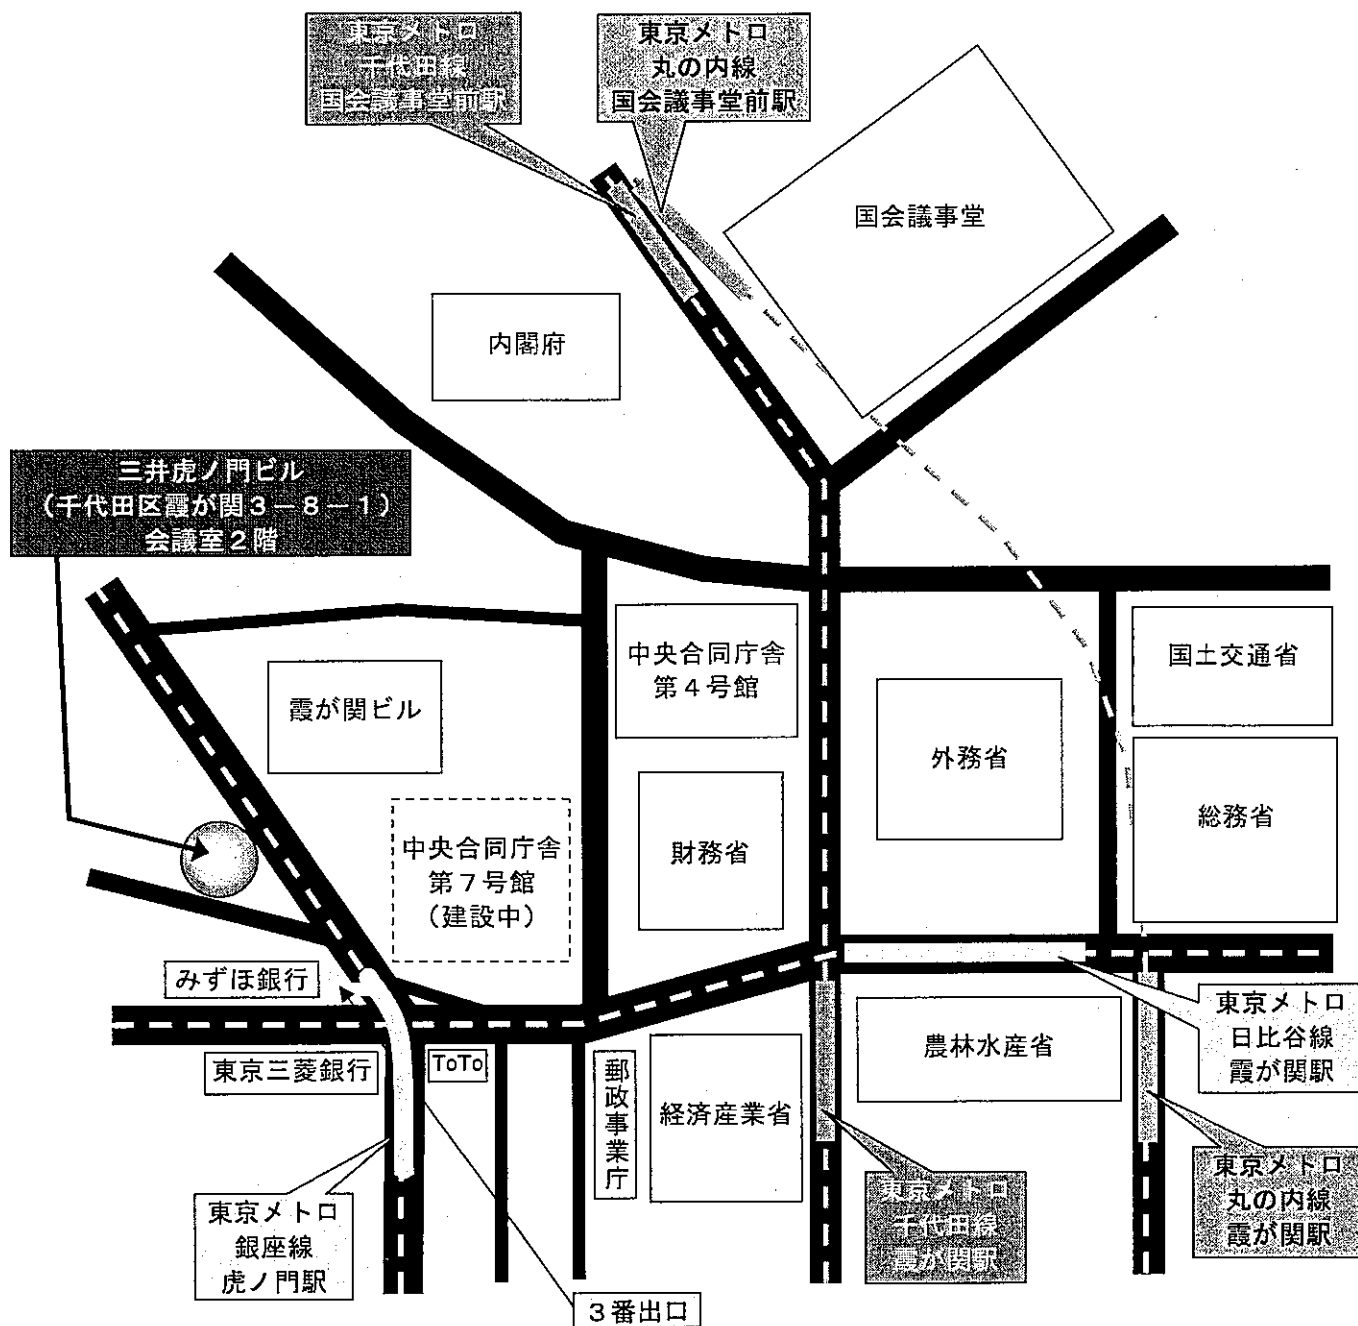 東京メトロ
千代田線
国会議事堂前駅
東京メトロ
丸の内線
国会議事堂前駅
国会議事堂
内閣府
三井虎ノ門ビル
(千代田区霞が関3-8-1)
会議室2階
中央合同庁舎
第4号館
国土交通省
霞が関ビル
外務省
総務省
財務省
中央合同庁舎
第7号館
(建設中)
みずほ銀行
東京三菱銀行
ToTo
郵政事業庁
経済産業省
農林水産省
東京メトロ
日比谷線
霞が関駅
東京メトロ
千代田線
霞が関駅
東京メトロ
丸の内線
霞が関駅
東京メトロ
銀座線
虎ノ門駅
3番出口